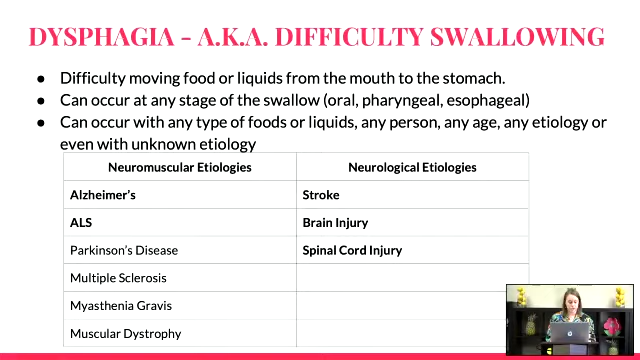 DYSPHAGIA - A.K.A. DIFFICULTY SWALLOWING
● Difficulty moving food or liquids from the mouth to the stomach.
● Can occur at any stage of the swallow (oral, pharyngeal, esophageal)
● Can occur with any type of foods or liquids, any person, any age, any etiology or
even with unknown etiology
Neuromuscular Etiologies Neurological Etiologies
Alzheimer's Stroke
ALS Brain Injury
Parkinson's Disease Spinal Cord Injury
Multiple Sclerosis
Myasthenia Gravis
Muscular Dystrophy